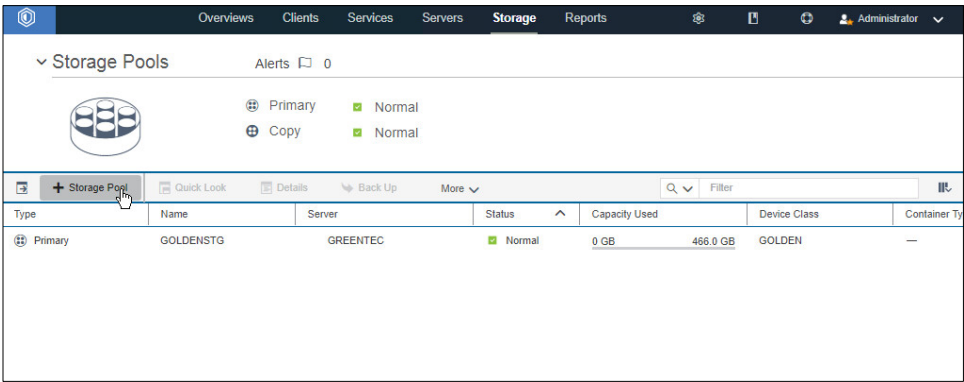 Overviews Clients Services Servers Storage Reports Administrator
Storage Pools Alerts 0
Primary Normal
Copy Normal
+ Storage Pool Quick Look Details Back Up More Filter
Type Name Server Status Capacity Used Device Class Container Ty
Primary GOLDENSTG GREENTEC Normal 0 GB 466.0 GB GOLDEN —